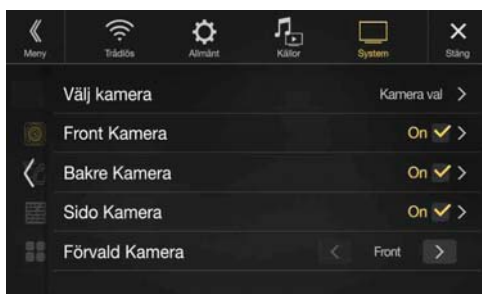 Meny Trådlös Allmänt Källor System Stäng
Välj kamera Kamera val
Front Kamera On
Bakre Kamera On
Sido Kamera On
Förvald Kamera Front